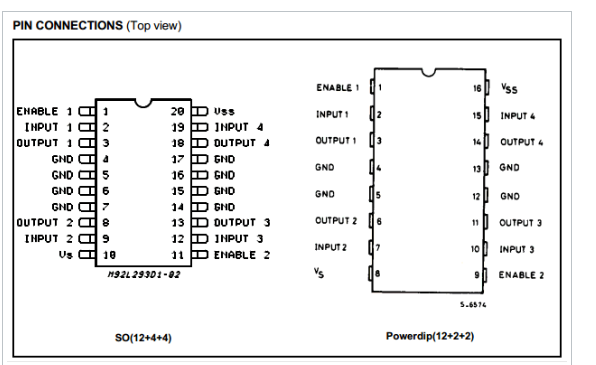 PIN CONNECTIONS (Top view)
ENABLE 1 1 20 Vss
INPUT 1 2 19 INPUT 4
OUTPUT 1 3 18 OUTPUT 4
GND 4 17 GND
GND 5 16 GND
GND 6 15 GND
GND 7 14 GND
OUTPUT 2 8 13 OUTPUT 3
INPUT 2 9 12 INPUT 3
Vs 10 11 ENABLE 2
M92L293D1-02
SO(12+4+4)
ENABLE 1 1 16 VSS
INPUT 1 2 15 INPUT 4
OUTPUT 1 3 14 OUTPUT 4
GND 4 13 GND
GND 5 12 GND
OUTPUT 2 6 11 OUTPUT 3
INPUT 2 7 10 INPUT 3
VS 8 9 ENABLE 2
S-6574
Powerdip(12+2+2)